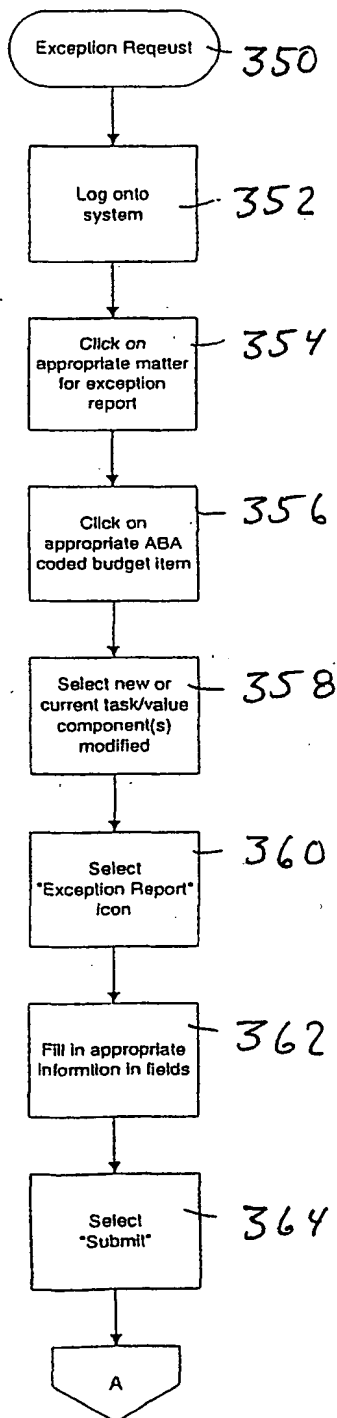 Exception Reqeust
350
Log onto
system
352
Click on
appropriate matter
for exception
report
354
Click on
appropriate ABA
coded budget item
356
Select new or
current task/value
component(s)
modified
358
Select
"Exception Report"
icon
360
Fill in appropriate
informtion in fields
362
Select
"Submit"
364
A